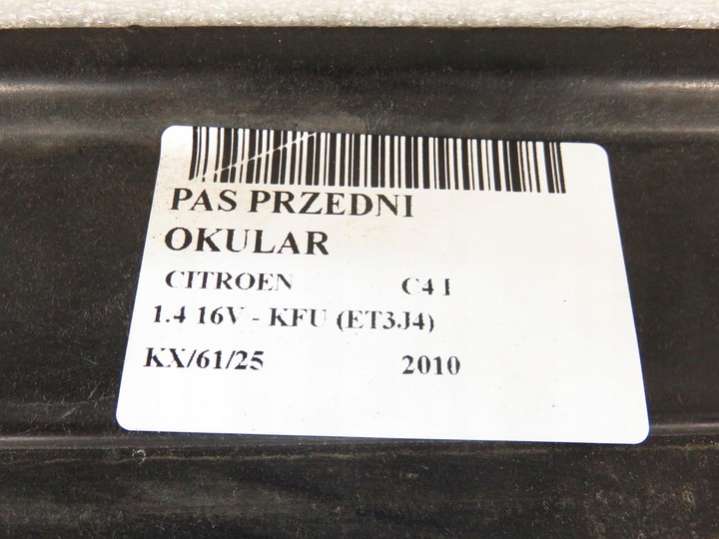 PAS PRZEDNI
OKULAR
CITROEN C4 I
1.4 16V - KFU (ET3J4)
KX/61/25 2010